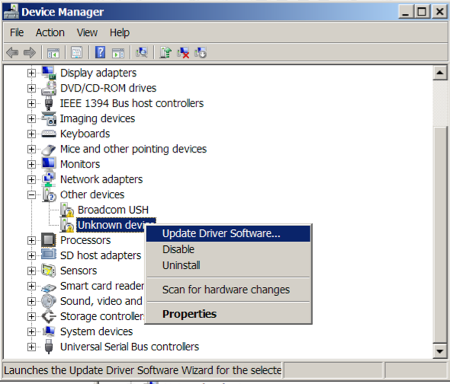 Device Manager
File Action View Help
Display adapters
DVD/CD-ROM drives
IEEE 1394 Bus host controllers
Imaging devices
Keyboards
Mice and other pointing devices
Monitors
Network adapters
Other devices
Broadcom USH
Unknown devi
Update Driver Software...
Processors
Disable
SD host adapters
Uninstall
Sensors
Smart card reader
Scan for hardware changes
Sound, video and
Storage controller
Properties
System devices
Universal Serial Bus controllers
Launches the Update Driver Software Wizard for the selecte